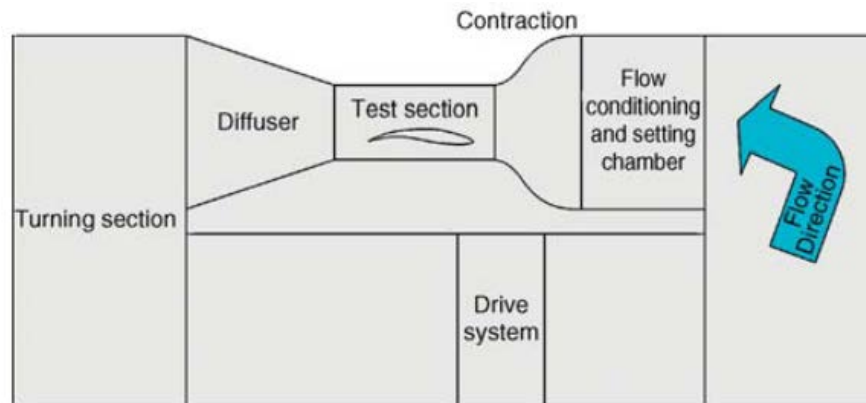 Contraction
Diffuser
Test section
Flow
conditioning
and setting
chamber
Turning section
Flow
Direction
Drive
system